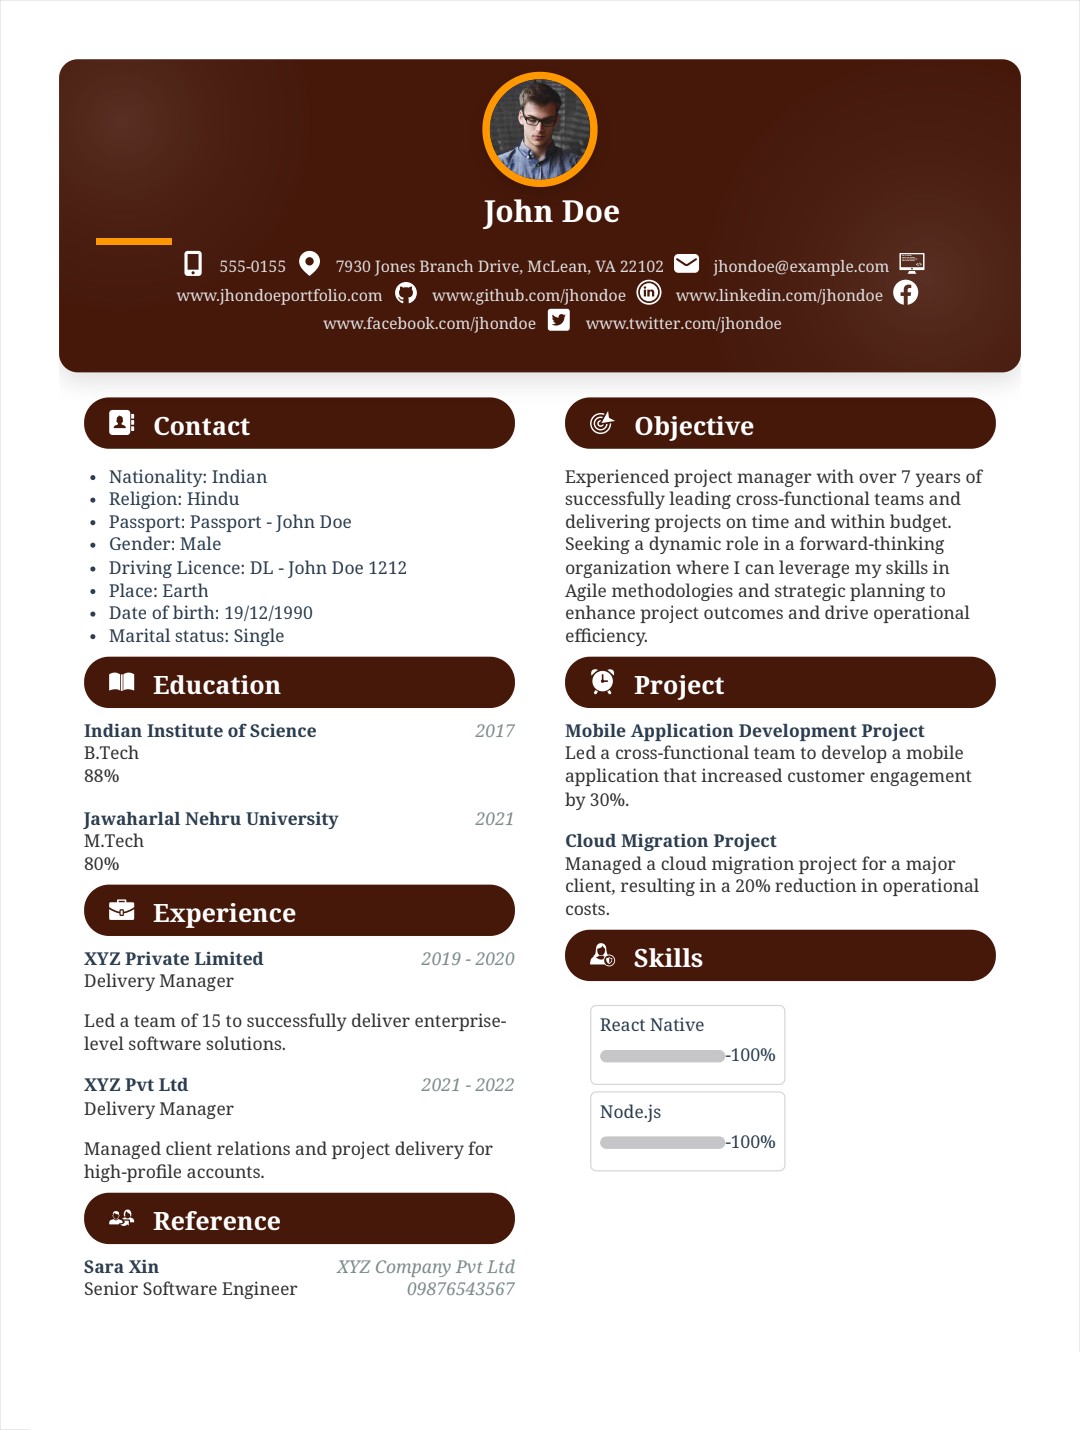 John Doe
555-0155 7930 Jones Branch Drive, McLean, VA 22102 jhondoe@example.com
www.jhondoeportfolio.com www.github.com/jhondoe www.linkedin.com/jhondoe
www.facebook.com/jhondoe www.twitter.com/jhondoe
Contact
• Nationality: Indian
• Religion: Hindu
• Passport: Passport - John Doe
• Gender: Male
• Driving Licence: DL - John Doe 1212
• Place: Earth
• Date of birth: 19/12/1990
• Marital status: Single
Education
Indian Institute of Science 2017
B.Tech
88%
Jawaharlal Nehru University 2021
M.Tech
80%
Experience
XYZ Private Limited 2019 - 2020
Delivery Manager
Led a team of 15 to successfully deliver enterprise-
level software solutions.
XYZ Pvt Ltd 2021 - 2022
Delivery Manager
Managed client relations and project delivery for
high-profile accounts.
Reference
Sara Xin XYZ Company Pvt Ltd
Senior Software Engineer 09876543567
Objective
Experienced project manager with over 7 years of
successfully leading cross-functional teams and
delivering projects on time and within budget.
Seeking a dynamic role in a forward-thinking
organization where I can leverage my skills in
Agile methodologies and strategic planning to
enhance project outcomes and drive operational
efficiency.
Project
Mobile Application Development Project
Led a cross-functional team to develop a mobile
application that increased customer engagement
by 30%.
Cloud Migration Project
Managed a cloud migration project for a major
client, resulting in a 20% reduction in operational
costs.
Skills
React Native
-100%
Node.js
-100%